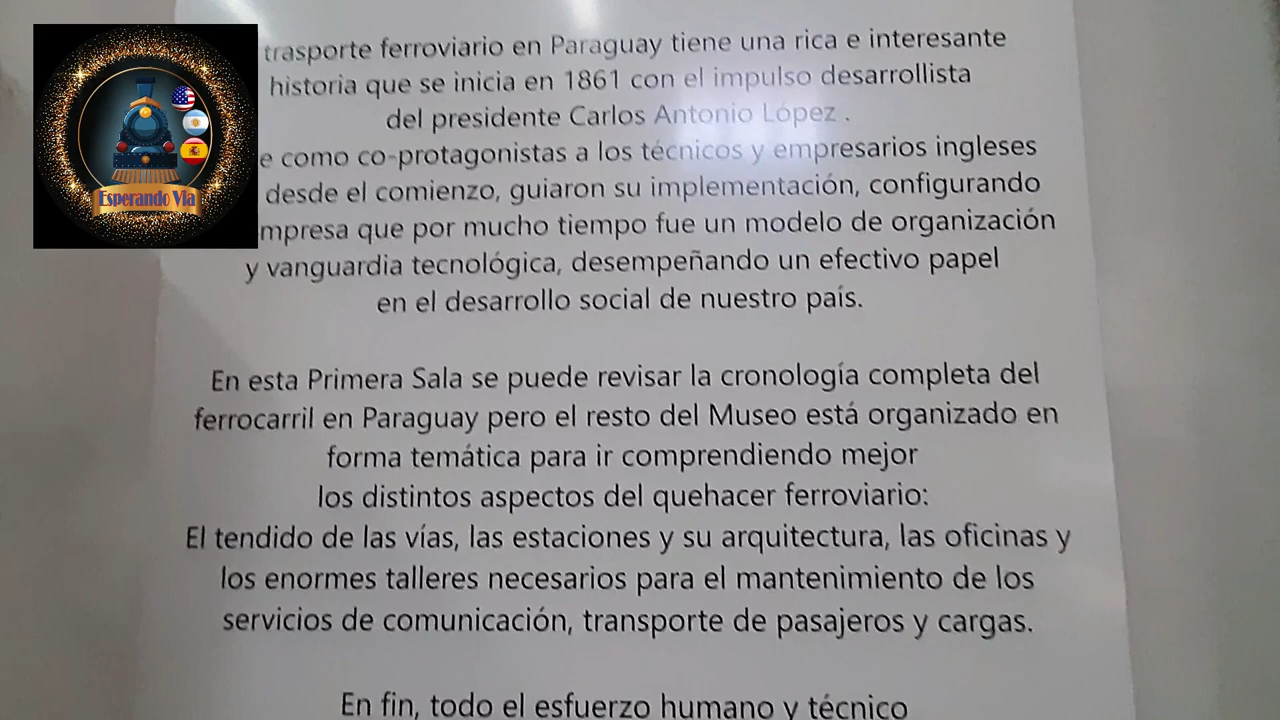 Esperando Vía
trasporte ferroviario en Paraguay tiene una rica e interesante
historia que se inicia en 1861 con el impulso desarrollista
del presidente Carlos Antonio López .
e como co-protagonistas a los técnicos y empresarios ingleses
desde el comienzo, guiaron su implementación, configurando
mpresa que por mucho tiempo fue un modelo de organización
y vanguardia tecnológica, desempeñando un efectivo papel
en el desarrollo social de nuestro país.
En esta Primera Sala se puede revisar la cronología completa del
ferrocarril en Paraguay pero el resto del Museo está organizado en
forma temática para ir comprendiendo mejor
los distintos aspectos del quehacer ferroviario:
El tendido de las vías, las estaciones y su arquitectura, las oficinas y
los enormes talleres necesarios para el mantenimiento de los
servicios de comunicación, transporte de pasajeros y cargas.
En fin, todo el esfuerzo humano y técnico